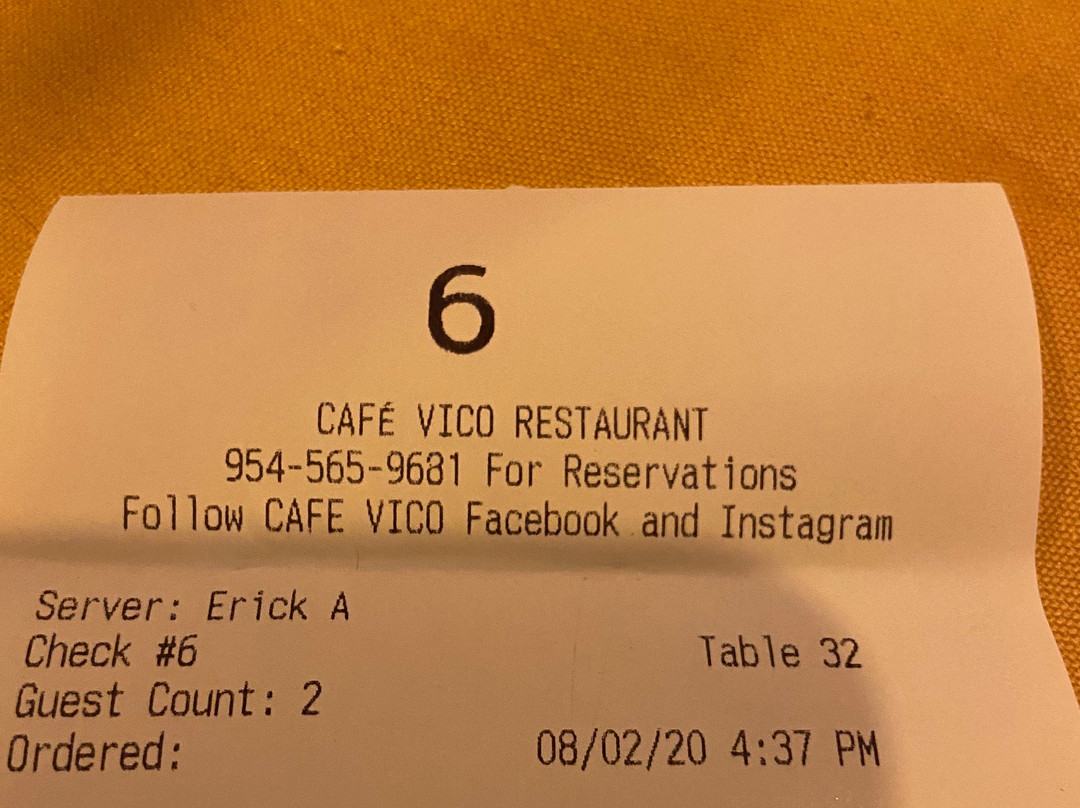 6
CAFÉ VICO RESTAURANT
954-565-9681 For Reservations
Follow CAFE VICO Facebook and Instagram
Server: Erick A
Check #6 Table 32
Guest Count: 2
Ordered: 08/02/20 4:37 PM